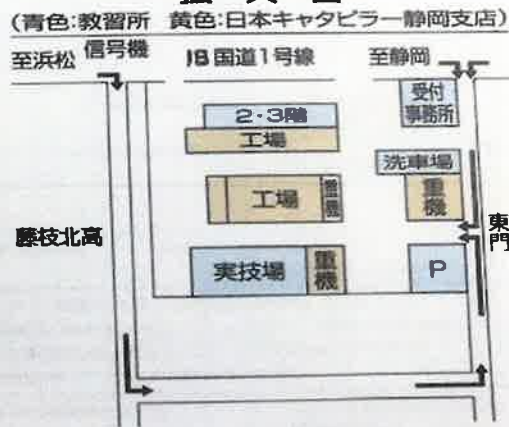 (青色:教習所 黄色:日本キャタピラー静岡支店)
至浜松 信号機 旧国道1号線 至静岡
受付
事務所
2・3階
工場
洗車場
工場 重機
重機
東門
藤枝北高
実技場 重機 P